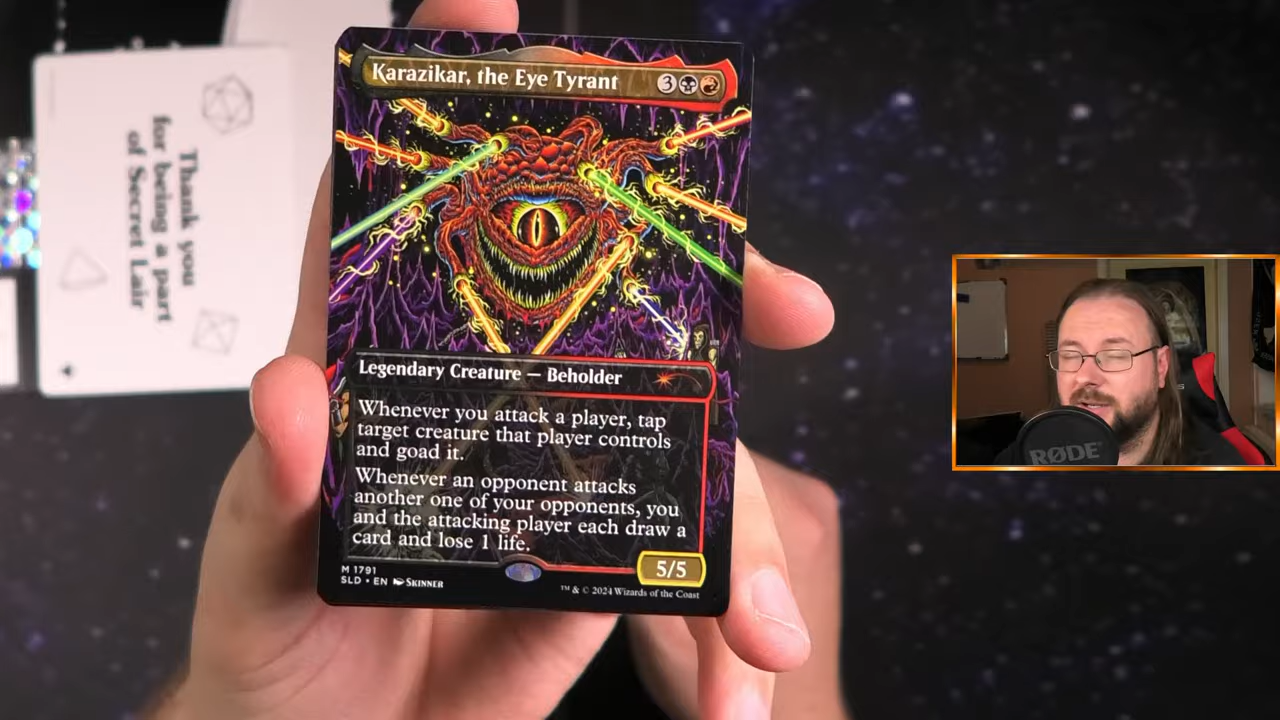 Karazikar, the Eye Tyrant
3
Legendary Creature — Beholder
Whenever you attack a player, tap
target creature that player controls
and goad it.
Whenever an opponent attacks
another one of your opponents, you
and the attacking player each draw a
card and lose 1 life.
5/5
M 1791
SLD • EN SKINNER
™ & © 2024 Wizards of the Coast
Thank you
for being a part
of Secret Lair
RØDE